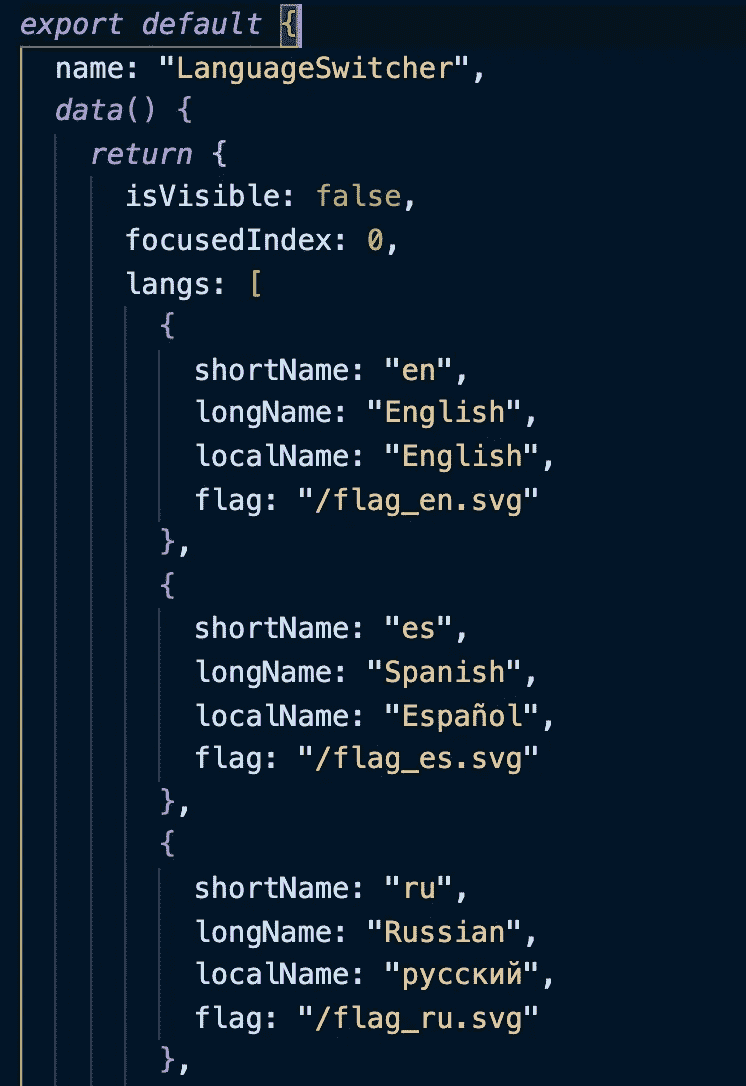 export default {
name: "LanguageSwitcher",
data() {
return {
isVisible: false,
focusedIndex: 0,
langs: [
{
shortName: "en",
longName: "English",
localName: "English",
flag: "/flag_en.svg"
},
{
shortName: "es",
longName: "Spanish",
localName: "Español",
flag: "/flag_es.svg"
},
{
shortName: "ru",
longName: "Russian",
localName: "русский",
flag: "/flag_ru.svg"
},